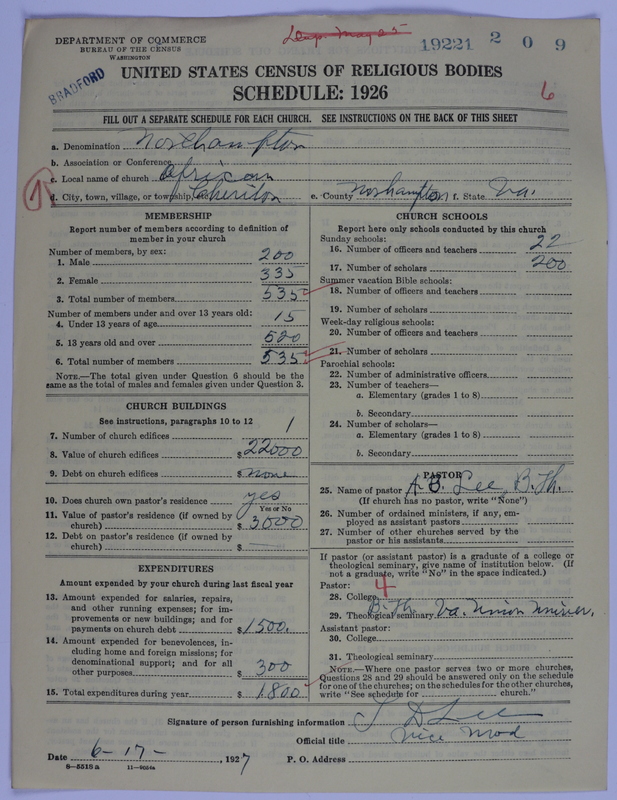 DEPARTMENT OF COMMERCE
BUREAU OF THE CENSUS
WASHINGTON
19221 2 0 9
BRADFORD
UNITED STATES CENSUS OF RELIGIOUS BODIES
SCHEDULE: 1926
6
FILL OUT A SEPARATE SCHEDULE FOR EACH CHURCH. SEE INSTRUCTIONS ON THE BACK OF THIS SHEET
a. Denomination Northampton
b. Association or Conference
c. Local name of church African
d. City, town, village, or township, etc. Cheriton e. County Northampton f. State Va.
MEMBERSHIP
Report number of members according to definition of
member in your church
Number of members, by sex:
1. Male 200
2. Female 335
3. Total number of members 535
Number of members under and over 13 years old:
4. Under 13 years of age 15
5. 13 years old and over 520
6. Total number of members 535
NOTE.—The total given under Question 6 should be the
same as the total of males and females given under Question 3.
CHURCH BUILDINGS
See instructions, paragraphs 10 to 12
7. Number of church edifices 1
8. Value of church edifices $22000
9. Debt on church edifices $none
10. Does church own pastor's residence yes
Yes or No
11. Value of pastor's residence (if owned by
church) $3000
12. Debt on pastor's residence (if owned by
church) $
EXPENDITURES
Amount expended by your church during last fiscal year
13. Amount expended for salaries, repairs,
and other running expenses; for im-
provements or new buildings; and for
payments on church debt $1500.
14. Amount expended for benevolences, in-
cluding home and foreign missions; for
denominational support; and for all
other purposes $300
15. Total expenditures during year $1800
CHURCH SCHOOLS
Report here only schools conducted by this church
Sunday schools:
16. Number of officers and teachers 22
17. Number of scholars 200
Summer vacation Bible schools:
18. Number of officers and teachers
19. Number of scholars
Week-day religious schools:
20. Number of officers and teachers
21. Number of scholars
Parochial schools:
22. Number of administrative officers
23. Number of teachers—
a. Elementary (grades 1 to 8)
b. Secondary
24. Number of scholars—
a. Elementary (grades 1 to 8)
b. Secondary
PASTOR
25. Name of pastor Lee, B.Th.
(If church has no pastor, write "None")
26. Number of ordained ministers, if any, em-
ployed as assistant pastors
27. Number of other churches served by the
pastor or his assistants
If pastor (or assistant pastor) is a graduate of a college or
theological seminary, give name of institution below. (If
not a graduate, write "No" in the space indicated.)
Pastor: 4
28. College
29. Theological seminary B.Th. Va. Union Univer.
Assistant pastor:
30. College
31. Theological seminary
NOTE.—Where one pastor serves two or more churches,
Questions 28 and 29 should be answered only on the schedule
for one of the churches; on the schedules for the other churches,
write "See schedule for church."
Signature of person furnishing information Lee
Official title Vice Mod
Date 6-17- , 1927 P. O. Address
8-5518a 11-9054a